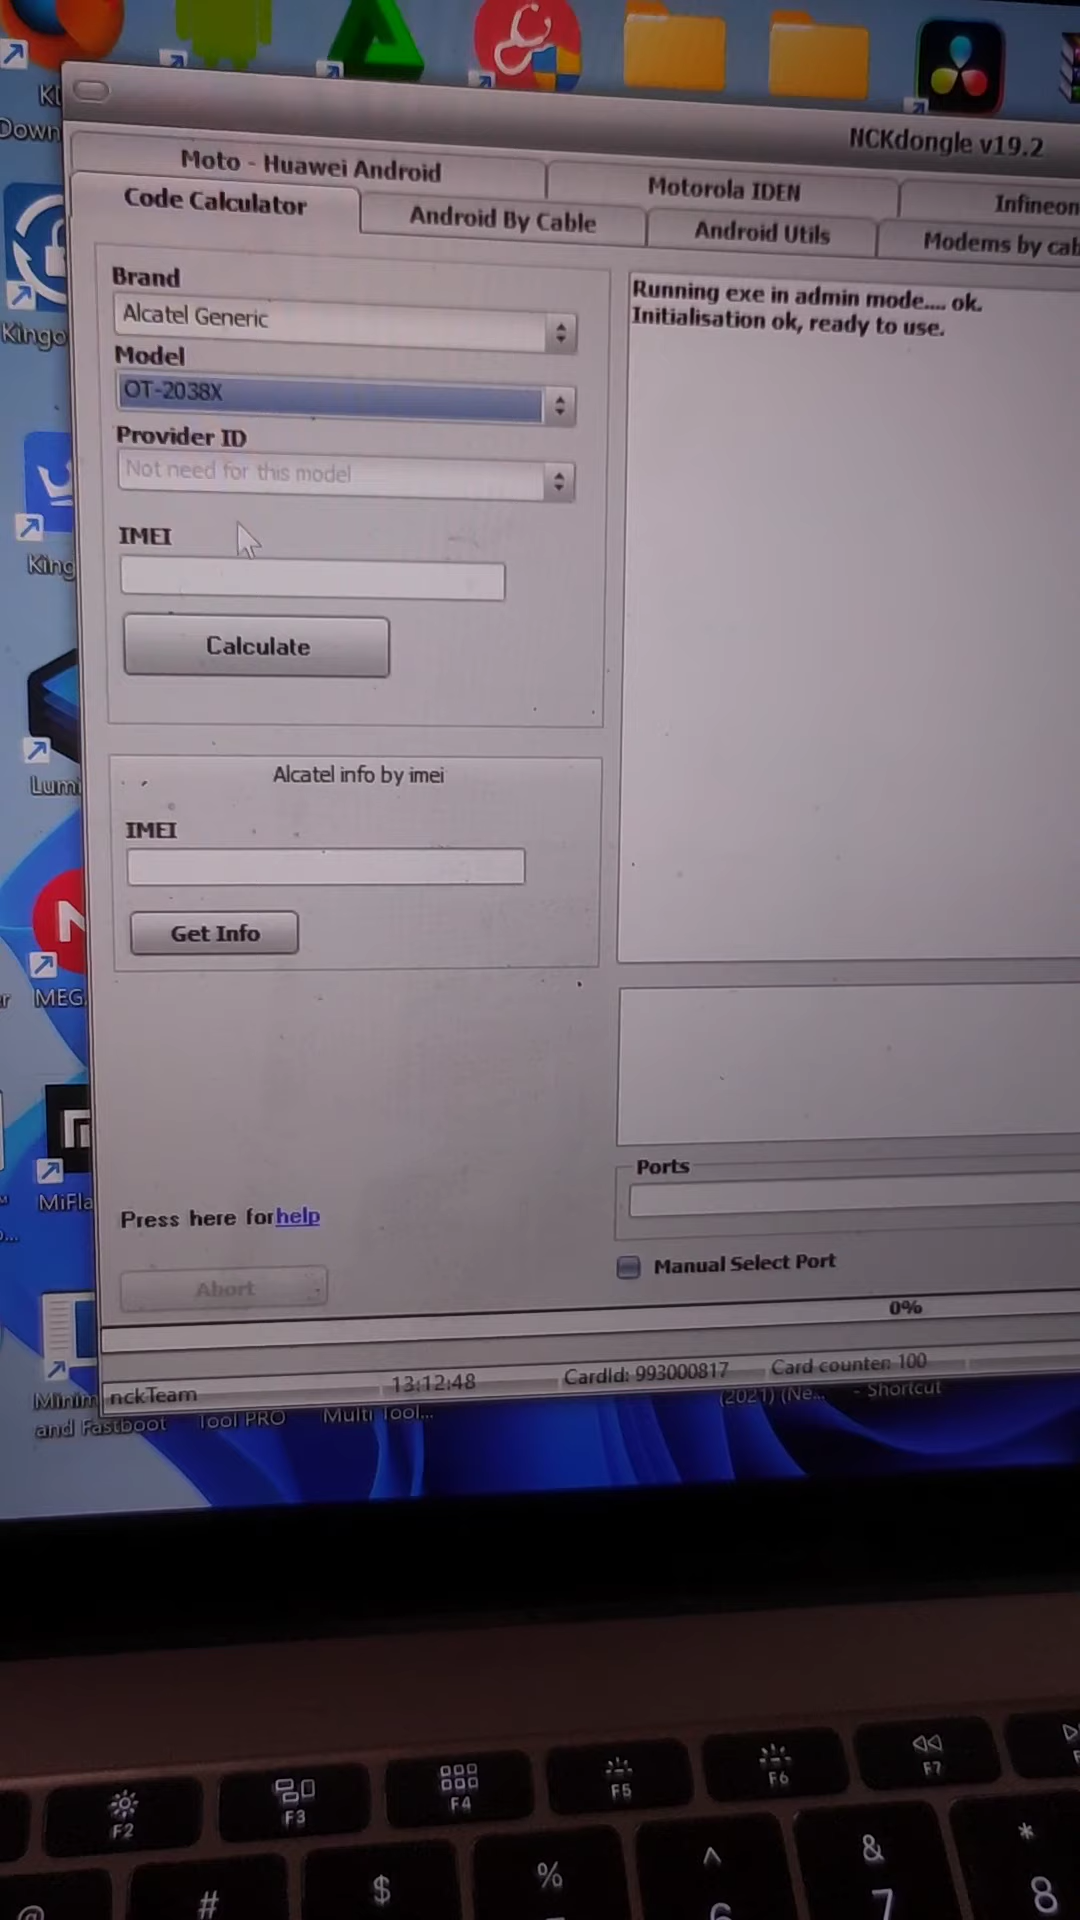 Down
NCKdongle v19.2
Moto - Huawei Android
Motorola IDEN
Infineon
Code Calculator
Android By Cable
Android Utils
Modems by cab
Brand
Alcatel Generic
Model
OT-2038X
Provider ID
Not need for this model
IMEI
Calculate
Running exe in admin mode.... ok.
Initialisation ok, ready to use.
Alcatel info by imei
IMEI
Get Info
Ports
Press here for help
Manual Select Port
Abort
0%
nckTeam
13:12:48
CardId: 993000817
Card counter: 100
Kingo
King
Lumi
MEG
MiFla
Minim
and Fastboot
Tool PRO
Multi Tool...
(2021) (Ne...
- Shortcut
F2
F3
F4
F5
F6
F7
@
#
$
%
^
6
&
7
*
8